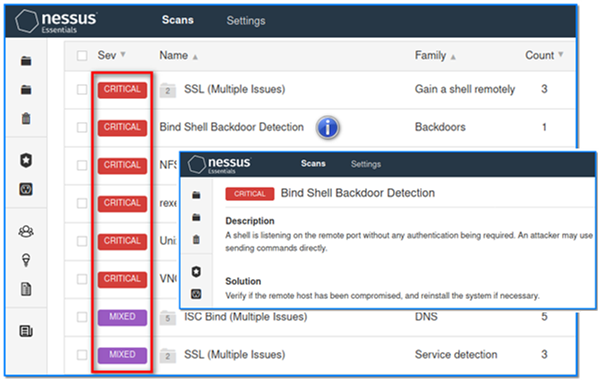 nessus
Essentials
Scans
Settings
Sev
Name
Family
Count
CRITICAL
2
SSL (Multiple Issues)
Gain a shell remotely
3
CRITICAL
Bind Shell Backdoor Detection
i
Backdoors
1
CRITICAL
NFS
CRITICAL
rexe
CRITICAL
Uni
CRITICAL
VNC
MIXED
5
ISC Bind (Multiple Issues)
DNS
5
MIXED
2
SSL (Multiple Issues)
Service detection
3
nessus
Essentials
Scans
Settings
CRITICAL
Bind Shell Backdoor Detection
Description
A shell is listening on the remote port without any authentication being required. An attacker may use
sending commands directly.
Solution
Verify if the remote host has been compromised, and reinstall the system if necessary.